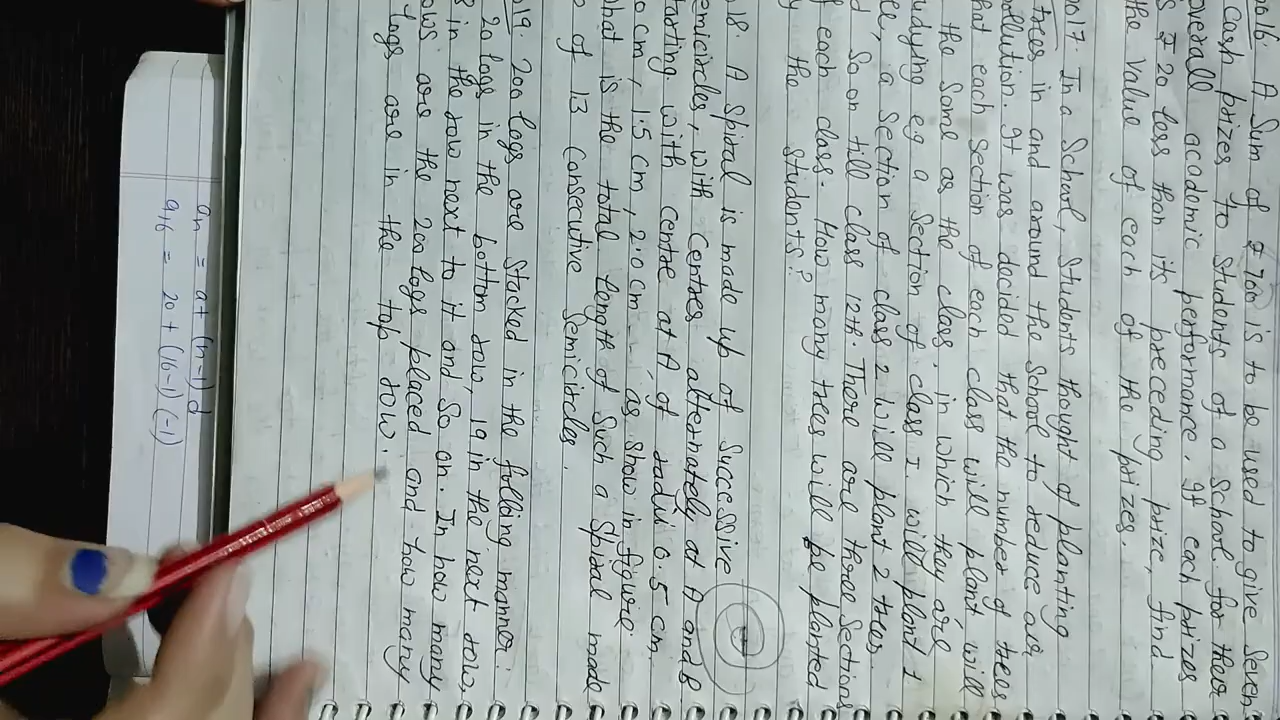 A Sum of ₹ 700 is to be used to give Seven
cash prizes to Students of a School for their
overall academic performance. If each prizes
is ₹ 20 less than its preceding prize, find
the value of each of the prizes.
17. In a School, Students thought of planting
trees in and around the School to reduce air
pollution. It was decided that the number of trees
that each Section of each class will plant will
the Same as the class, in which they are
studying eg a Section of class I will plant 1
a Section of class 2 will plant 2 trees
So on till class 12th. There are three Sections
of each class. How many trees will be planted
by the Students?
18. A Spiral is made up of Successive
Semicircles, with centres alternately at A and B
Starting with centre at A, of radius 0.5 cm
cm, 1.5 cm, 2.0 cm - as Show in figure.
What is the total length of Such a Spiral made
of 13 consecutive Semicircles.
19. 200 logs are Stacked in the following manner:
20 logs in the bottom row, 19 in the next row,
in the row next to it and So on. In how many
rows are the 200 logs placed and how many
logs are in the top row.
an = a + (n-1) d
a16 = 20 + (16-1) (-1)